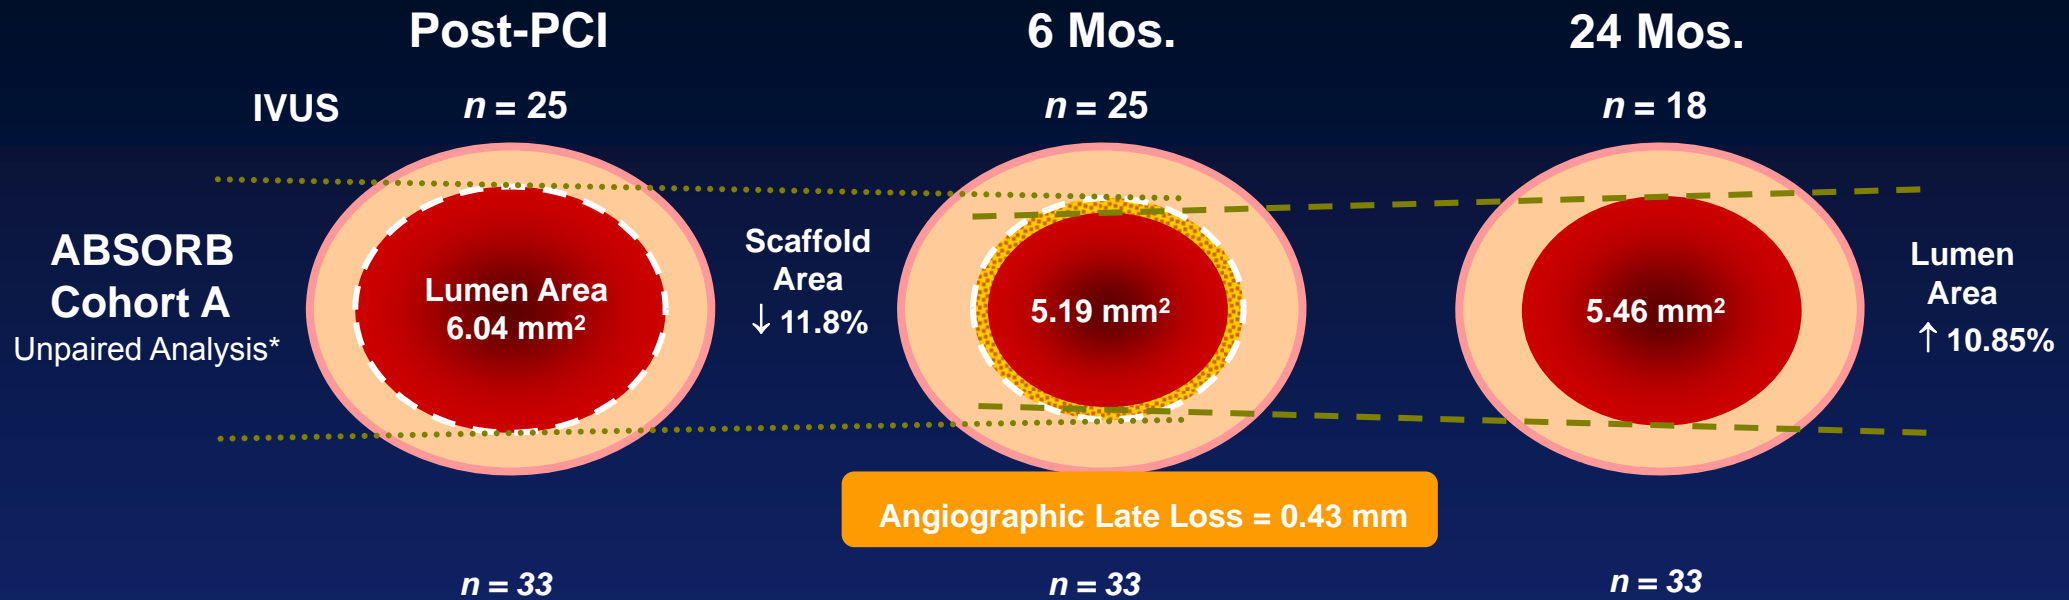 Post-PCI
6 Mos.
24 Mos.
IVUS
n = 25
n = 25
n = 18
ABSORB
Cohort A
Unpaired Analysis*
Lumen Area
6.04 mm²
Scaffold
Area
↓ 11.8%
5.19 mm²
5.46 mm²
Lumen
Area
↑ 10.85%
Angiographic Late Loss = 0.43 mm
n = 33
n = 33
n = 33